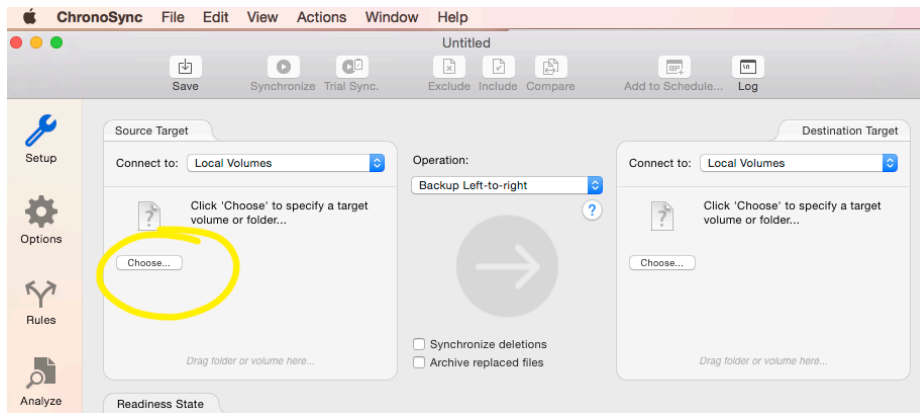 ChronoSync File Edit View Actions Window Help
Untitled
Save Synchronize Trial Sync. Exclude Include Compare Add to Schedule... Log
Setup
Options
Rules
Analyze
Source Target
Connect to: Local Volumes
Click 'Choose' to specify a target
volume or folder...
Choose...
Drag folder or volume here...
Operation:
Backup Left-to-right
?
Synchronize deletions
Archive replaced files
Destination Target
Connect to: Local Volumes
?
Click 'Choose' to specify a target
volume or folder...
Choose...
Drag folder or volume here...
Readiness State